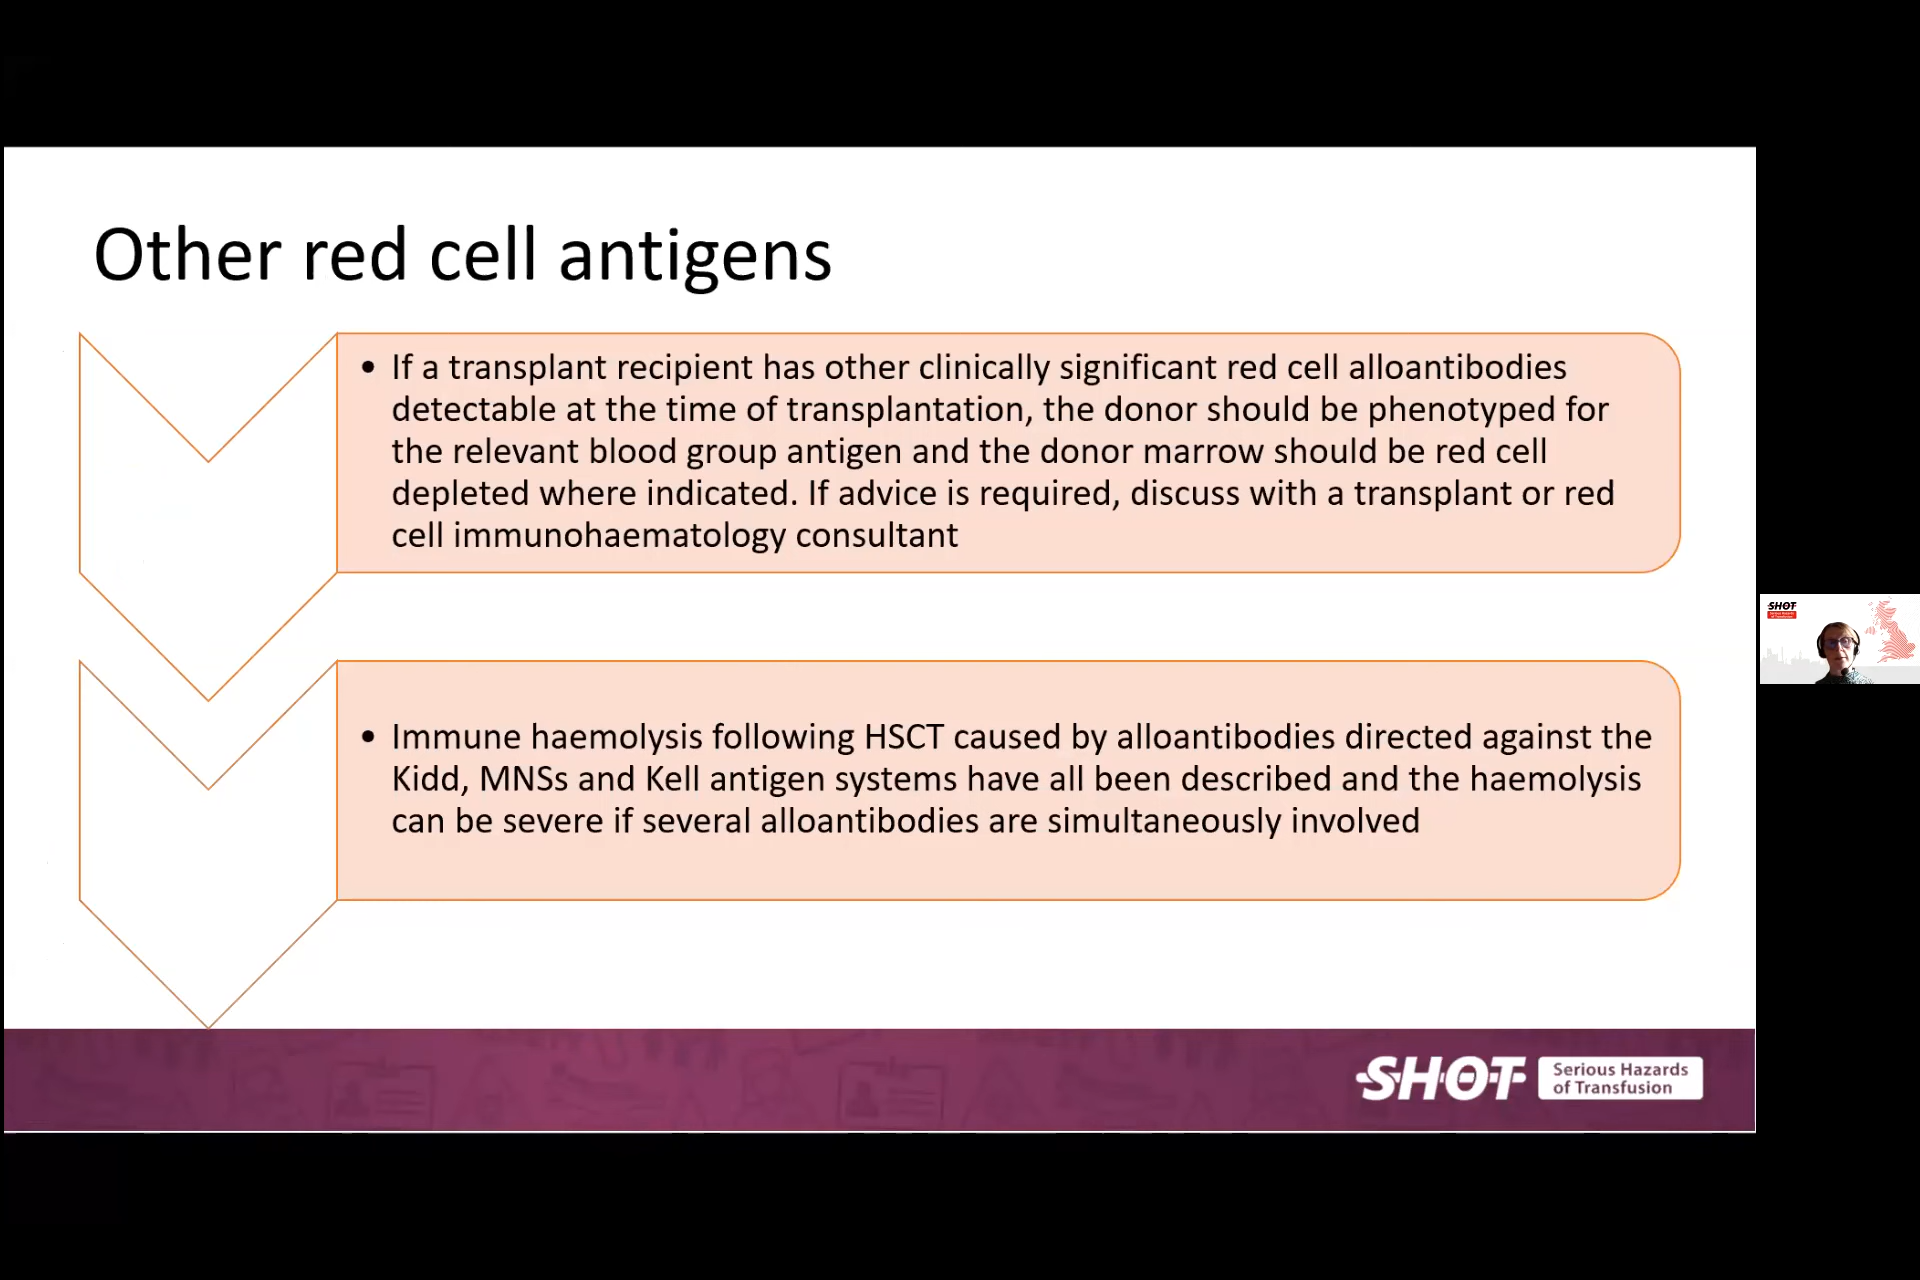 Other red cell antigens
• If a transplant recipient has other clinically significant red cell alloantibodies
detectable at the time of transplantation, the donor should be phenotyped for
the relevant blood group antigen and the donor marrow should be red cell
depleted where indicated. If advice is required, discuss with a transplant or red
cell immunohaematology consultant
• Immune haemolysis following HSCT caused by alloantibodies directed against the
Kidd, MNSs and Kell antigen systems have all been described and the haemolysis
can be severe if several alloantibodies are simultaneously involved
SHOT
Serious Hazards
of Transfusion
SHOT